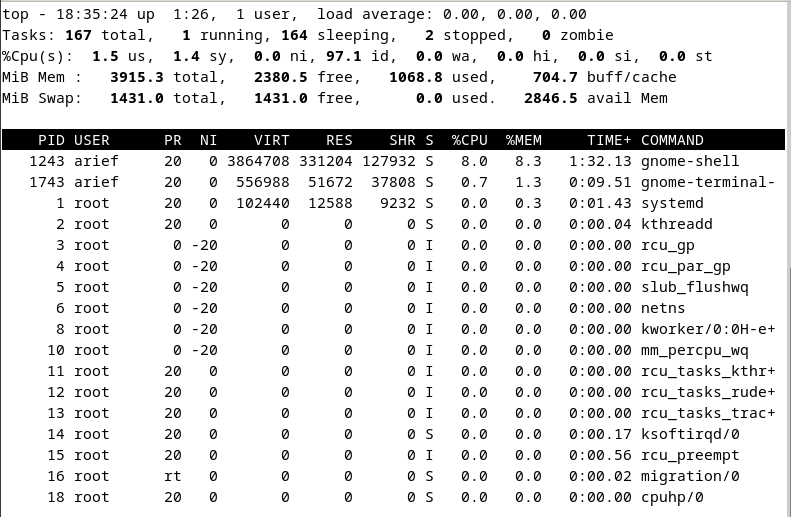 top - 18:35:24 up  1:26,  1 user,  load average: 0.00, 0.00, 0.00
Tasks: 167 total,   1 running, 164 sleeping,   2 stopped,   0 zombie
%Cpu(s):  1.5 us,  1.4 sy,  0.0 ni, 97.1 id,  0.0 wa,  0.0 hi,  0.0 si,  0.0 st
MiB Mem :   3915.3 total,   2380.5 free,   1068.8 used,    704.7 buff/cache
MiB Swap:   1431.0 total,   1431.0 free,      0.0 used.   2846.5 avail Mem
    PID USER      PR  NI    VIRT    RES    SHR S  %CPU  %MEM     TIME+ COMMAND
   1243 arief     20   0 3864708 331204 127932 S   8.0   8.3   1:32.13 gnome-shell
   1743 arief     20   0  556988  51672  37808 S   0.7   1.3   0:09.51 gnome-terminal-
      1 root      20   0  102440  12588   9232 S   0.0   0.3   0:01.43 systemd
      2 root      20   0       0      0      0 S   0.0   0.0   0:00.04 kthreadd
      3 root       0 -20       0      0      0 I   0.0   0.0   0:00.00 rcu_gp
      4 root       0 -20       0      0      0 I   0.0   0.0   0:00.00 rcu_par_gp
      5 root       0 -20       0      0      0 I   0.0   0.0   0:00.00 slub_flushwq
      6 root       0 -20       0      0      0 I   0.0   0.0   0:00.00 netns
      8 root       0 -20       0      0      0 I   0.0   0.0   0:00.00 kworker/0:0H-e+
     10 root       0 -20       0      0      0 I   0.0   0.0   0:00.00 mm_percpu_wq
     11 root      20   0       0      0      0 I   0.0   0.0   0:00.00 rcu_tasks_kthr+
     12 root      20   0       0      0      0 I   0.0   0.0   0:00.00 rcu_tasks_rude+
     13 root      20   0       0      0      0 I   0.0   0.0   0:00.00 rcu_tasks_trac+
     14 root      20   0       0      0      0 S   0.0   0.0   0:00.17 ksoftirqd/0
     15 root      20   0       0      0      0 I   0.0   0.0   0:00.56 rcu_preempt
     16 root      rt   0       0      0      0 S   0.0   0.0   0:00.02 migration/0
     18 root      20   0       0      0      0 S   0.0   0.0   0:00.00 cpuhp/0